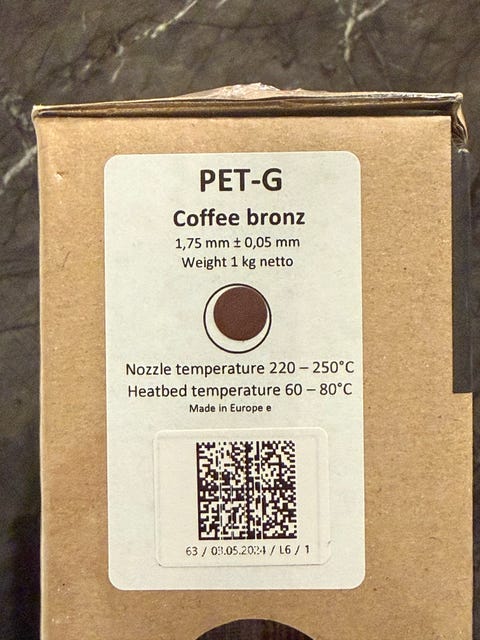 PET-G
Coffee bronz
1,75 mm ± 0,05 mm
Weight 1 kg netto
Nozzle temperature 220 – 250°C
Heatbed temperature 60 – 80°C
Made in Europe e
63 / 03.05.2024 / L6 / 1